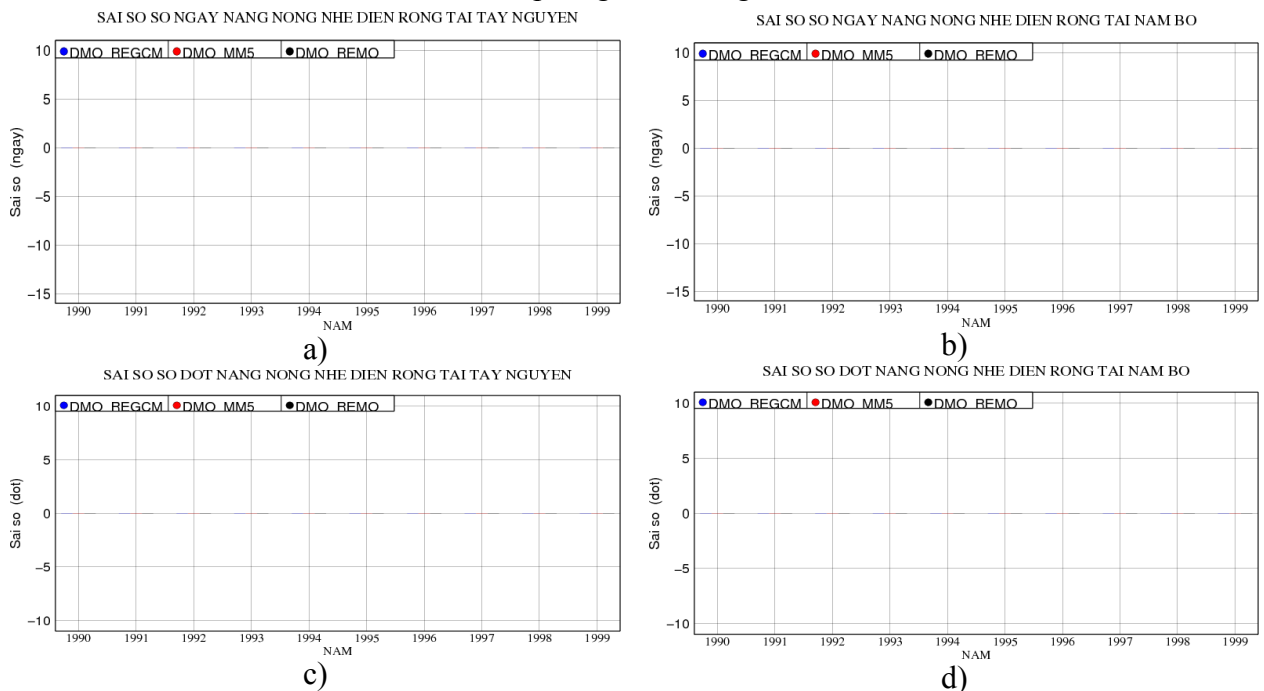 SAI SO SO NGAY NANG NONG NHE DIEN RONG TAI TAY NGUYEN
10
DMO_REGCM DMO_MM5 DMO_REMO
5
0
−5
−10
−15
Sai so (ngay)
1990 1991 1992 1993 1994 1995 1996 1997 1998 1999
NAM
a)
SAI SO SO NGAY NANG NONG NHE DIEN RONG TAI NAM BO
10
DMO_REGCM DMO_MM5 DMO_REMO
5
0
−5
−10
−15
Sai so (ngay)
1990 1991 1992 1993 1994 1995 1996 1997 1998 1999
NAM
b)
SAI SO SO DOT NANG NONG NHE DIEN RONG TAI TAY NGUYEN
10
DMO_REGCM DMO_MM5 DMO_REMO
5
0
−5
−10
Sai so (dot)
1990 1991 1992 1993 1994 1995 1996 1997 1998 1999
NAM
c)
SAI SO SO DOT NANG NONG NHE DIEN RONG TAI NAM BO
10
DMO_REGCM DMO_MM5 DMO_REMO
5
0
−5
−10
Sai so (dot)
1990 1991 1992 1993 1994 1995 1996 1997 1998 1999
NAM
d)